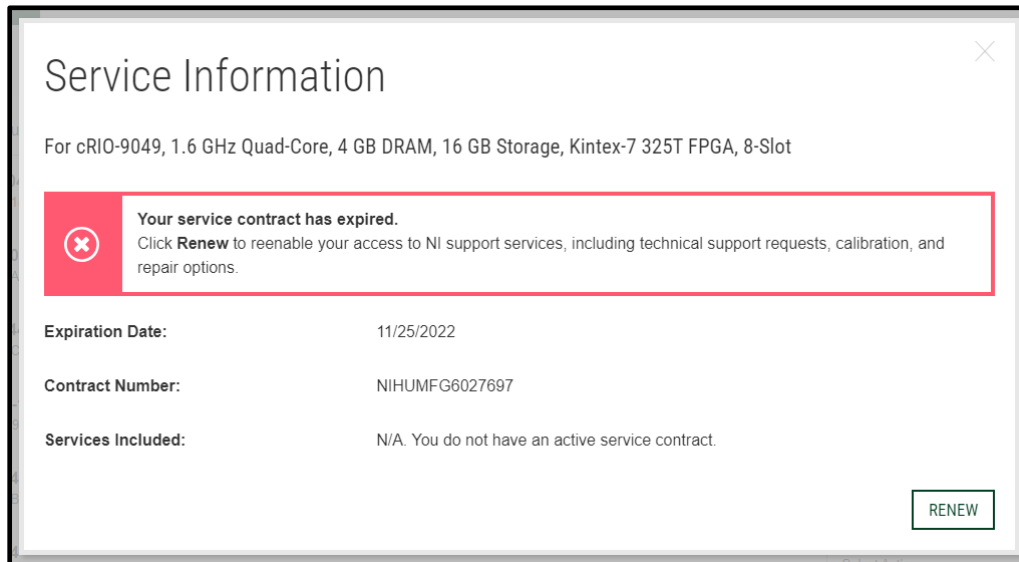 Service Information
For cRIO-9049, 1.6 GHz Quad-Core, 4 GB DRAM, 16 GB Storage, Kintex-7 325T FPGA, 8-Slot
Your service contract has expired.
Click Renew to reenable your access to NI support services, including technical support requests, calibration, and
repair options.
Expiration Date: 11/25/2022
Contract Number: NIHUMFG6027697
Services Included: N/A. You do not have an active service contract.
RENEW